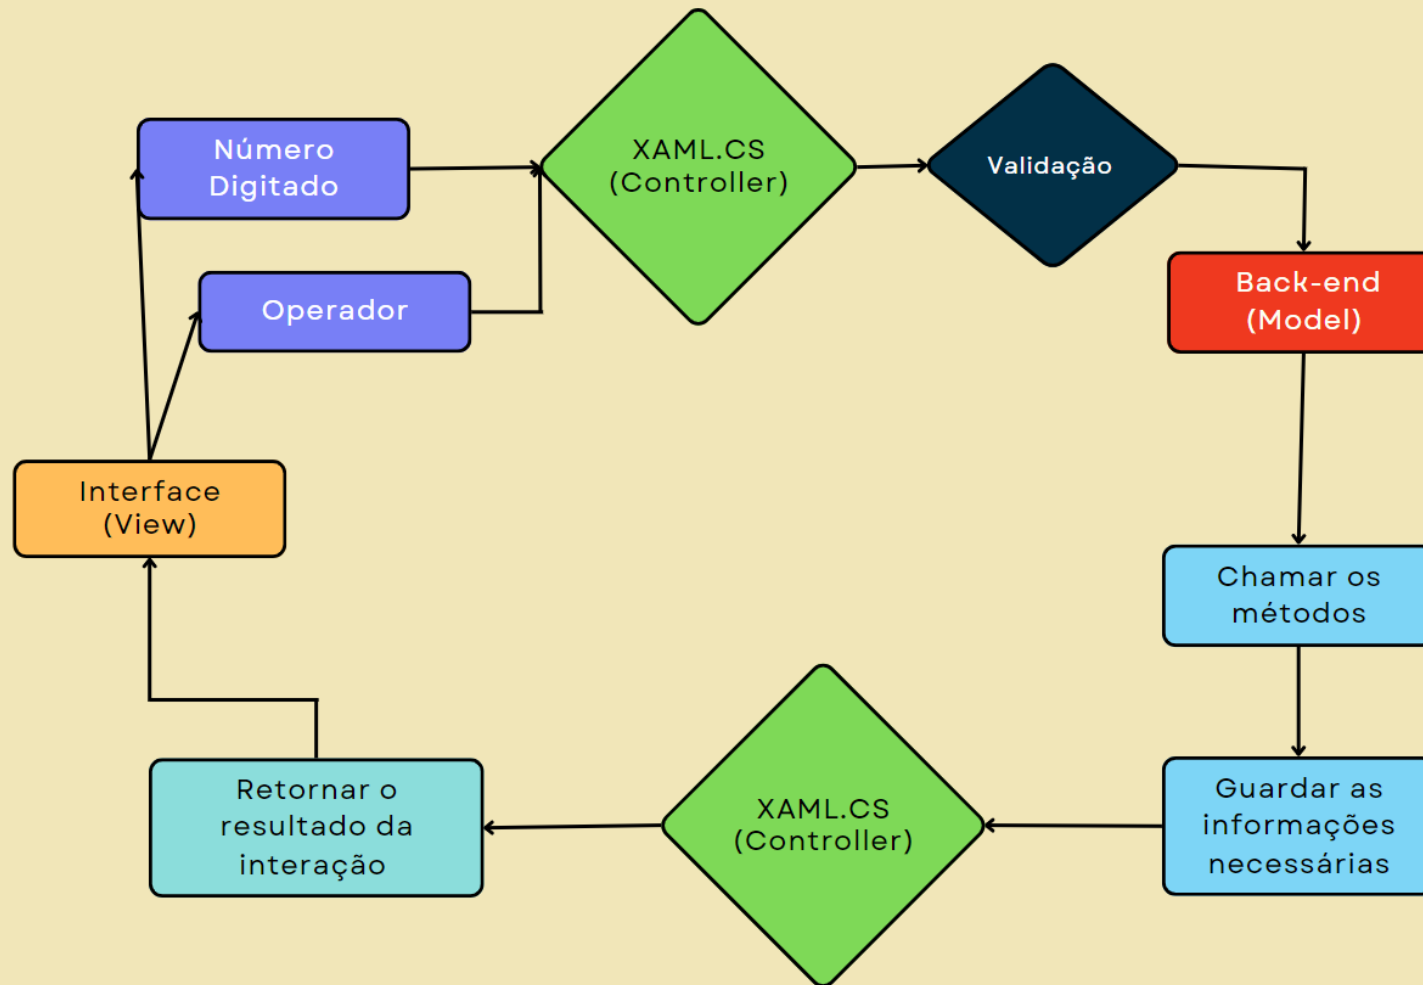 Número
Digitado
XAML.CS
(Controller)
Validação
Operador
Back-end
(Model)
Interface
(View)
Chamar os
métodos
Retornar o
resultado da
interação
XAML.CS
(Controller)
Guardar as
informações
necessárias